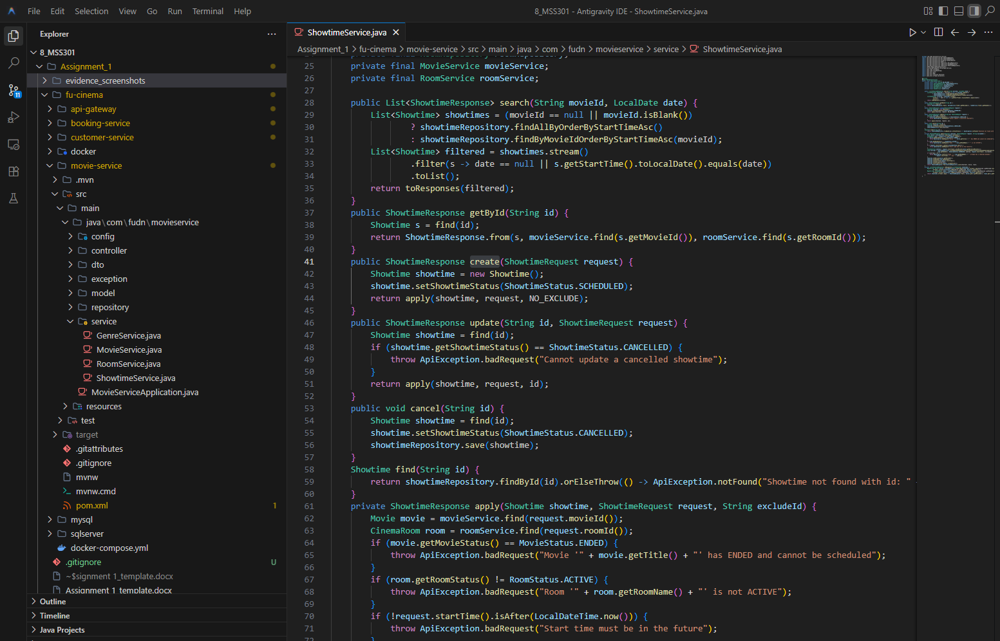 File Edit Selection View Go Run Terminal Help
8_MSS301 - Antigravity IDE - ShowtimeService.java
Explorer
8_MSS301
Assignment_1
evidence_screenshots
fu-cinema
api-gateway
booking-service
customer-service
docker
movie-service
.mvn
src
main
java\com\fudn\movieservice
config
controller
dto
exception
model
repository
service
GenreService.java
MovieService.java
RoomService.java
ShowtimeService.java
MovieServiceApplication.java
resources
test
target
.gitattributes
.gitignore
mvnw
mvnw.cmd
pom.xml 1
mysql
sqlserver
docker-compose.yml
.gitignore U
~$signment 1_template.docx
Assignment 1_template.docx
Outline
Timeline
Java Projects
11
ShowtimeService.java
Assignment_1 > fu-cinema > movie-service > src > main > java > com > fudn > movieservice > service > ShowtimeService.java
25 private final MovieService movieService;
26 private final RoomService roomService;
27
28 public List<ShowtimeResponse> search(String movieId, LocalDate date) {
29 List<Showtime> showtimes = (movieId == null || movieId.isBlank())
30 ? showtimeRepository.findAllByOrderByStartTimeAsc()
31 : showtimeRepository.findByMovieIdOrderByStartTimeAsc(movieId);
32 List<Showtime> filtered = showtimes.stream()
33 .filter(s -> date == null || s.getStartTime().toLocalDate().equals(date))
34 .toList();
35 return toResponses(filtered);
36 }
37 public ShowtimeResponse getById(String id) {
38 Showtime s = find(id);
39 return ShowtimeResponse.from(s, movieService.find(s.getMovieId()), roomService.find(s.getRoomId()));
40 }
41 public ShowtimeResponse create(ShowtimeRequest request) {
42 Showtime showtime = new Showtime();
43 showtime.setShowtimeStatus(ShowtimeStatus.SCHEDULED);
44 return apply(showtime, request, NO_EXCLUDE);
45 }
46 public ShowtimeResponse update(String id, ShowtimeRequest request) {
47 Showtime showtime = find(id);
48 if (showtime.getShowtimeStatus() == ShowtimeStatus.CANCELLED) {
49 throw ApiException.badRequest("Cannot update a cancelled showtime");
50 }
51 return apply(showtime, request, id);
52 }
53 public void cancel(String id) {
54 Showtime showtime = find(id);
55 showtime.setShowtimeStatus(ShowtimeStatus.CANCELLED);
56 showtimeRepository.save(showtime);
57 }
58 Showtime find(String id) {
59 return showtimeRepository.findById(id).orElseThrow(() -> ApiException.notFound("Showtime not found with id: "
60 }
61 private ShowtimeResponse apply(Showtime showtime, ShowtimeRequest request, String excludeId) {
62 Movie movie = movieService.find(request.movieId());
63 CinemaRoom room = roomService.find(request.roomId());
64 if (movie.getMovieStatus() == MovieStatus.ENDED) {
65 throw ApiException.badRequest("Movie '" + movie.getTitle() + "' has ENDED and cannot be scheduled");
66 }
67 if (room.getRoomStatus() != RoomStatus.ACTIVE) {
68 throw ApiException.badRequest("Room '" + room.getRoomName() + "' is not ACTIVE");
69 }
70 if (!request.startTime().isAfter(LocalDateTime.now())) {
71 throw ApiException.badRequest("Start time must be in the future");
72 }